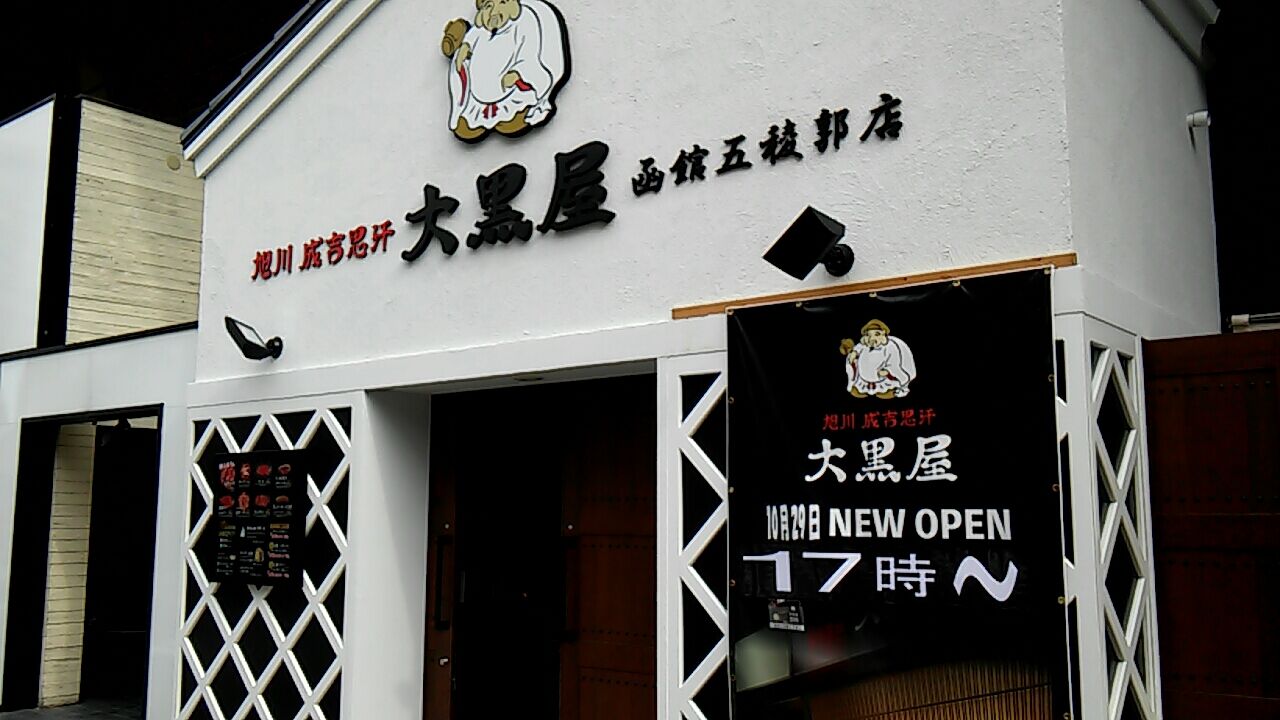 旭川 成吉思汗 大黒屋 函館五稜郭店
旭川 成吉思汗
大黒屋
10月29日 NEW OPEN
17時～